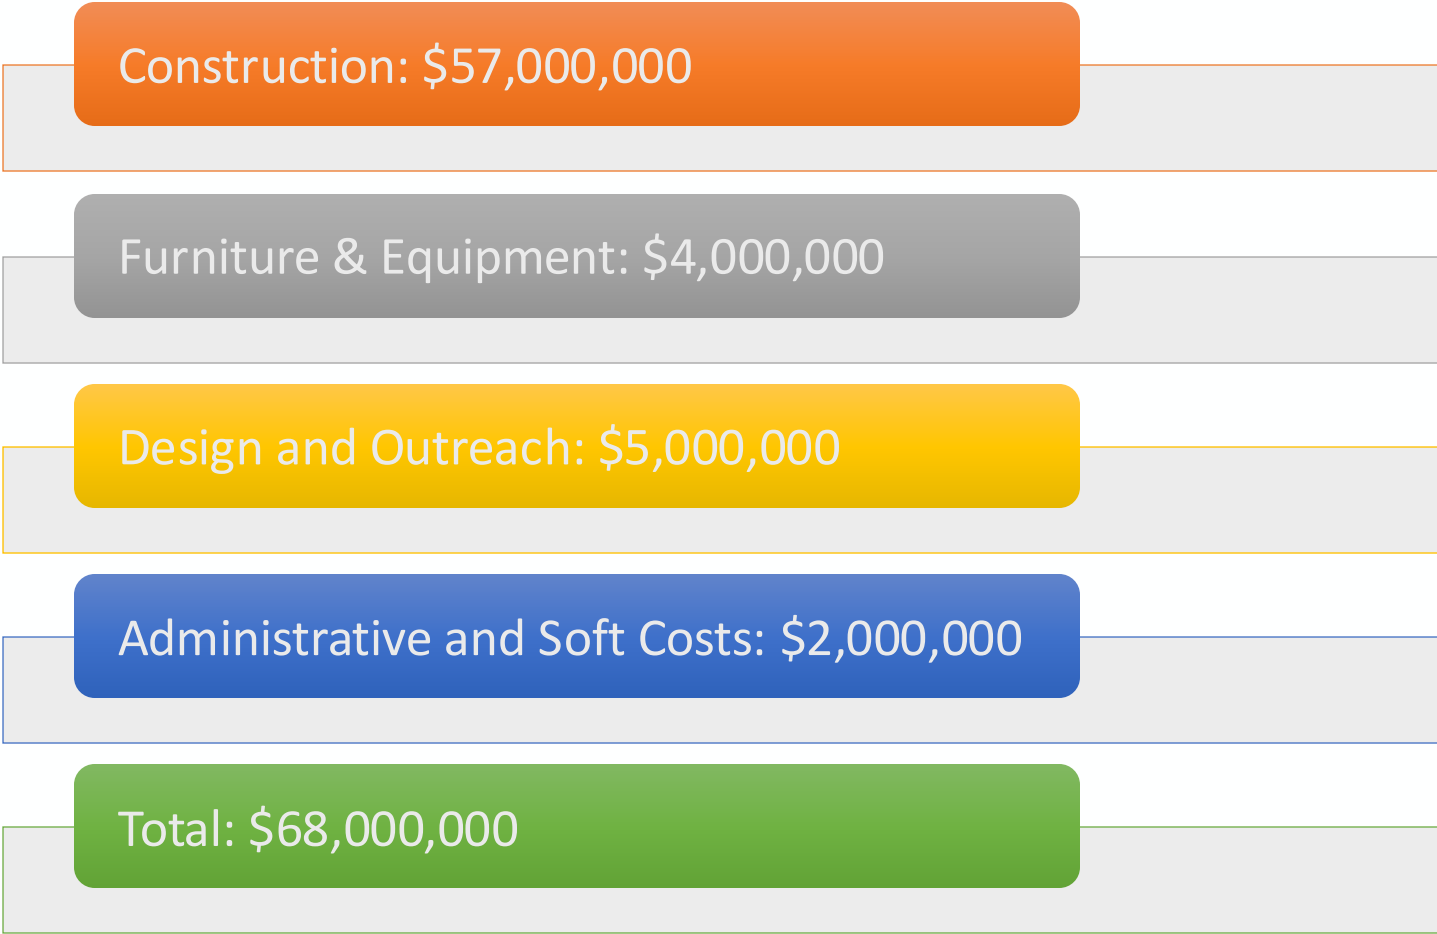 Construction: $57,000,000
Furniture & Equipment: $4,000,000
Design and Outreach: $5,000,000
Administrative and Soft Costs: $2,000,000
Total: $68,000,000